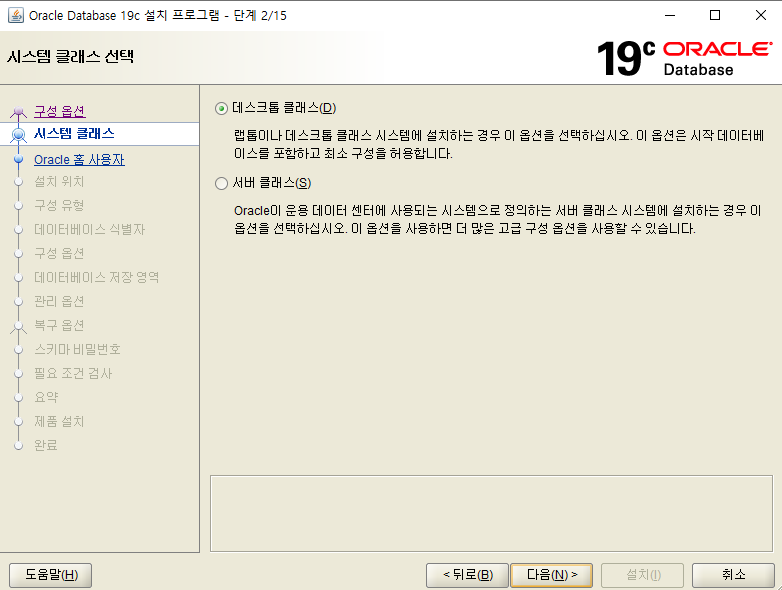 Oracle Database 19c 설치 프로그램 - 단계 2/15
시스템 클래스 선택
19c ORACLE
Database
구성 옵션
시스템 클래스
Oracle 홈 사용자
설치 위치
구성 유형
데이터베이스 식별자
구성 옵션
데이터베이스 저장 영역
관리 옵션
복구 옵션
스키마 비밀번호
필요 조건 검사
요약
제품 설치
완료
데스크톱 클래스(D)
랩톱이나 데스크톱 클래스 시스템에 설치하는 경우 이 옵션을 선택하십시오. 이 옵션은 시작 데이터베
이스를 포함하고 최소 구성을 허용합니다.
서버 클래스(S)
Oracle이 운용 데이터 센터에 사용되는 시스템으로 정의하는 서버 클래스 시스템에 설치하는 경우 이
옵션을 선택하십시오. 이 옵션을 사용하면 더 많은 고급 구성 옵션을 사용할 수 있습니다.
도움말(H)
< 뒤로(B)
다음(N) >
설치(I)
취소